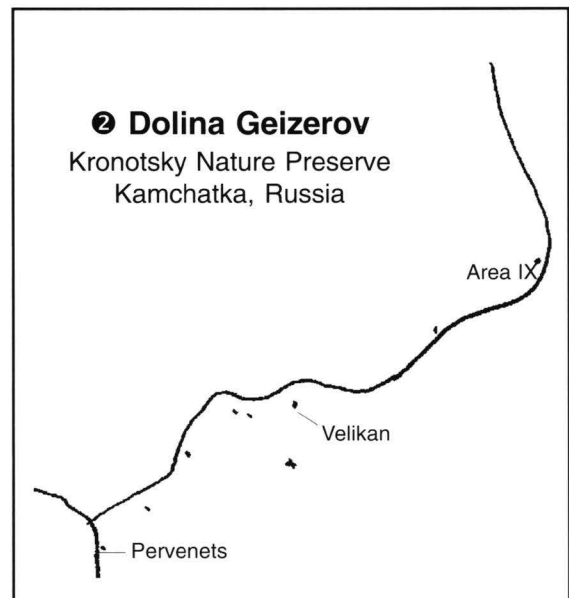 ❷ Dolina Geizerov
Kronotsky Nature Preserve
Kamchatka, Russia
Area IX
Velikan
Pervenets